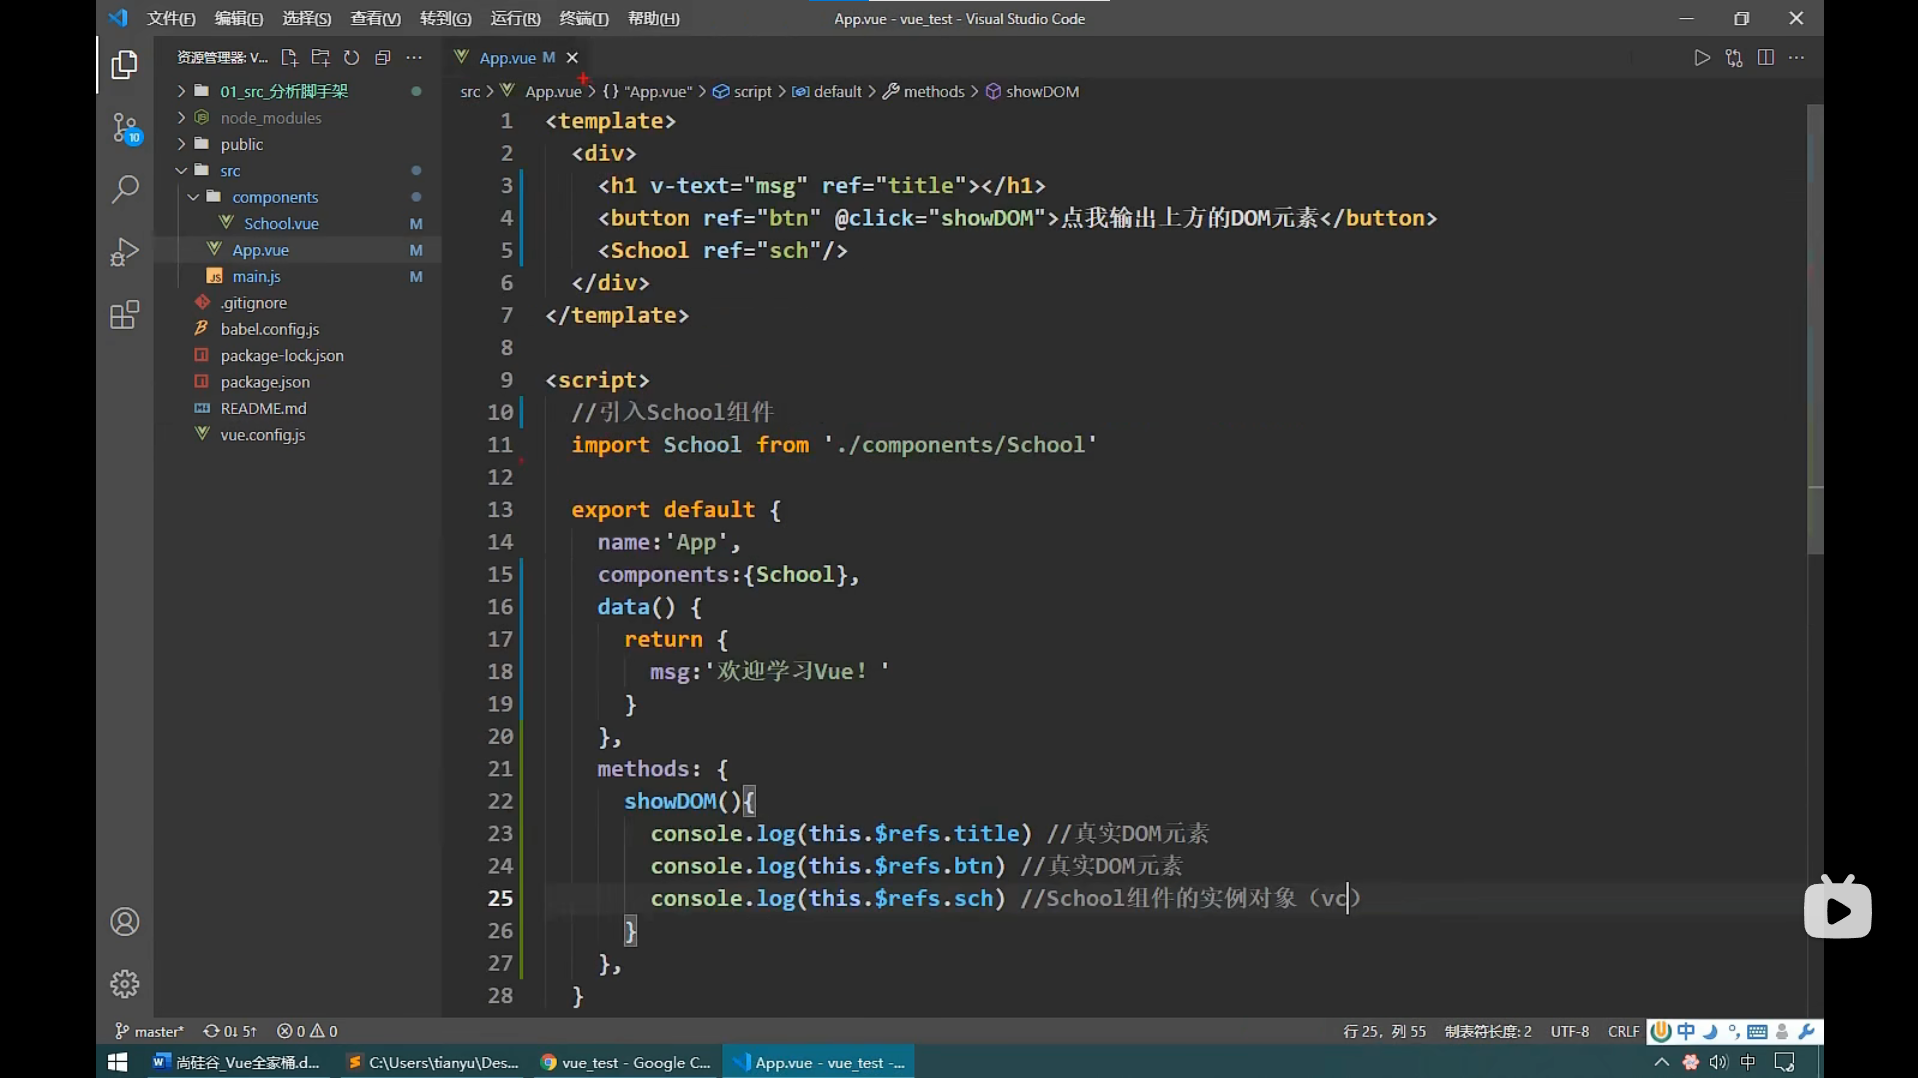 文件(F) 编辑(E) 选择(S) 查看(V) 转到(G) 运行(R) 终端(T) 帮助(H) App.vue - vue_test - Visual Studio Code
资源管理器: V...
App.vue M
src > App.vue > {} "App.vue" > script > default > methods > showDOM
01_src_分析脚手架
node_modules
public
src
components
School.vue M
App.vue M
main.js M
.gitignore
babel.config.js
package-lock.json
package.json
README.md
vue.config.js
10
1 <template>
2 <div>
3 <h1 v-text="msg" ref="title"></h1>
4 <button ref="btn" @click="showDOM">点我输出上方的DOM元素</button>
5 <School ref="sch"/>
6 </div>
7 </template>
8
9 <script>
10 //引入School组件
11 import School from './components/School'
12
13 export default {
14 name:'App',
15 components:{School},
16 data() {
17 return {
18 msg:'欢迎学习Vue！'
19 }
20 },
21 methods: {
22 showDOM(){
23 console.log(this.$refs.title) //真实DOM元素
24 console.log(this.$refs.btn) //真实DOM元素
25 console.log(this.$refs.sch) //School组件的实例对象（vc）
26 }
27 },
28 }
master* 0↓ 5↑ 0 0 行 25，列 55 制表符长度: 2 UTF-8 CRLF 中
尚硅谷_Vue全家桶.d... C:\Users\tianyu\Des... vue_test - Google C... App.vue - vue_test -... 中